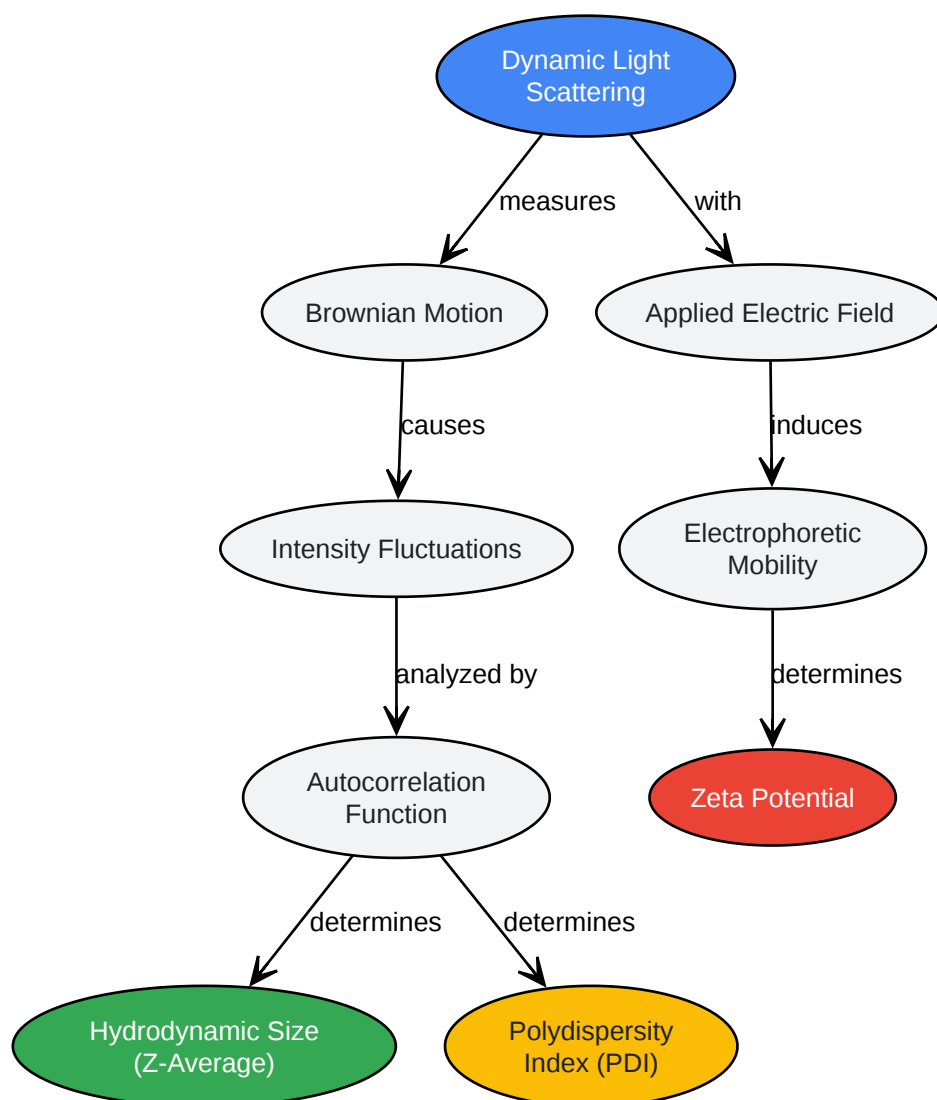 Dynamic Light
Scattering
measures
with
Brownian Motion
Applied Electric Field
causes
induces
Intensity Fluctuations
Electrophoretic
Mobility
analyzed by
determines
Autocorrelation
Function
Zeta Potential
determines
determines
Hydrodynamic Size
(Z-Average)
Polydispersity
Index (PDI)